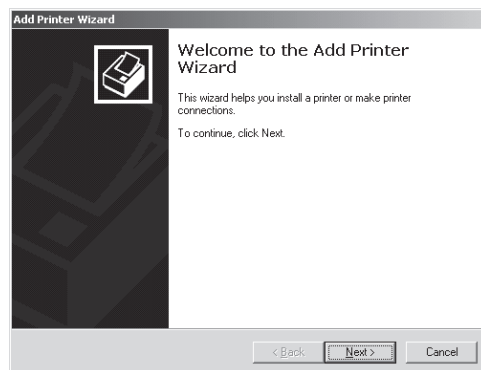 Add Printer Wizard
Welcome to the Add Printer
Wizard
This wizard helps you install a printer or make printer
connections.
To continue, click Next.
< Back
Next >
Cancel